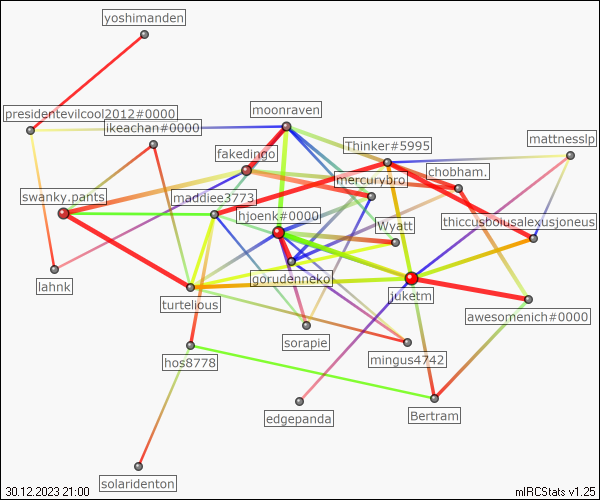 yoshimanden
presidentevilcool2012#0000
moonraven
ikeachan#0000
Thinker#5995
mattnesslp
fakedingo
mercurybro
chobham.
swanky.pants
maddiee3773
hjoenk#0000
Wyatt
thiccusboiusalexusjoneus
lahnk
gorudenneko
turtelious
juketm
awesomenich#0000
sorapie
mingus4742
hos8778
edgepanda
Bertram
solaridenton
30.12.2023 21:00
mIRCStats v1.25